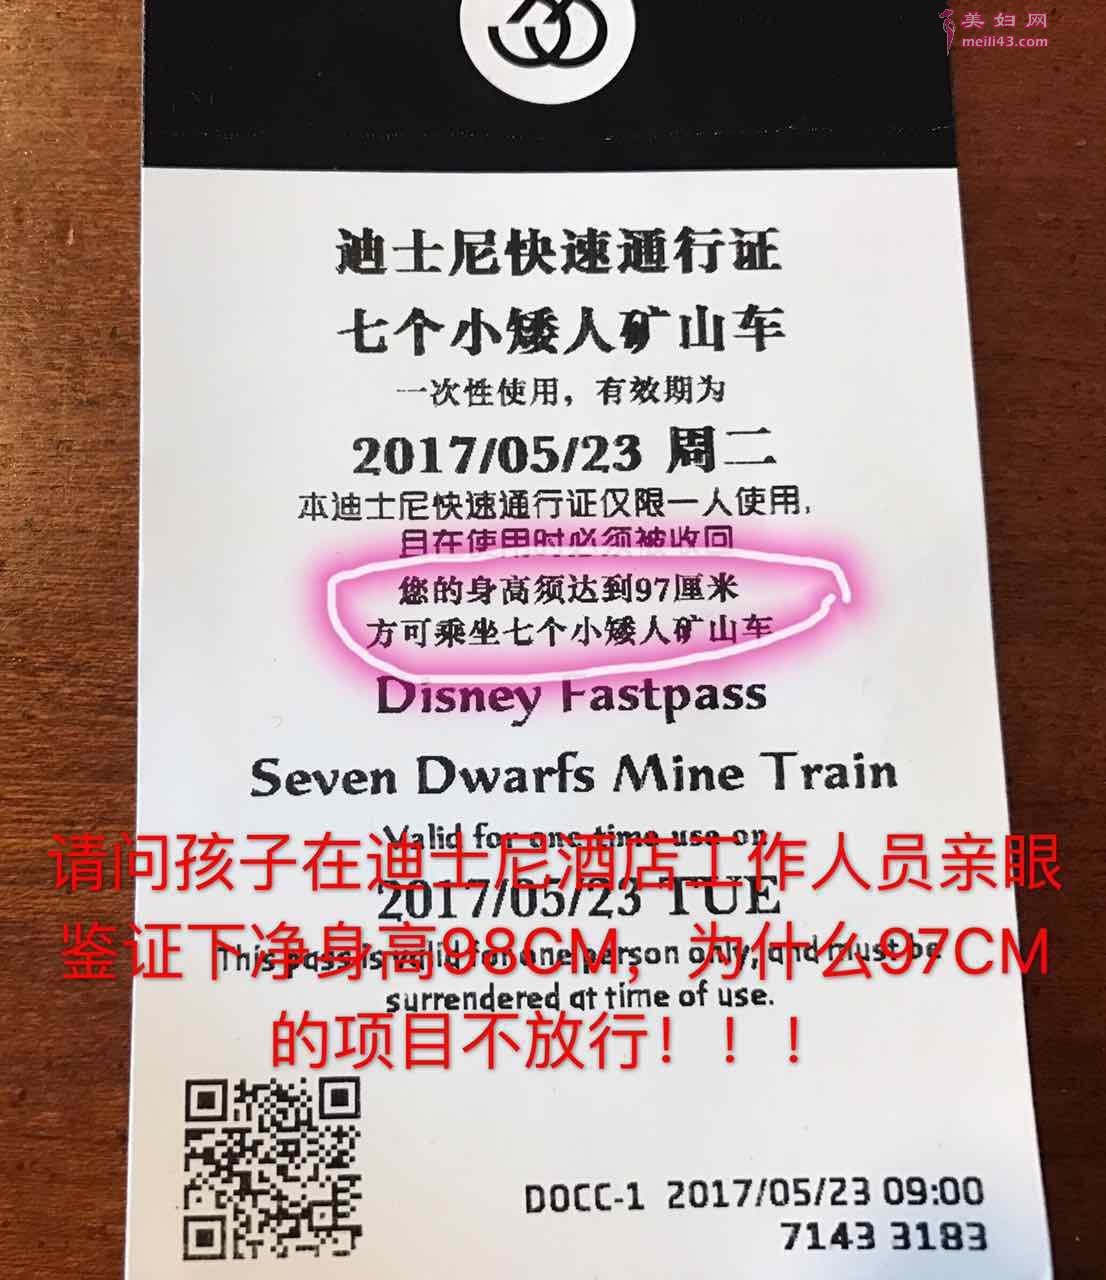 美妇网
meili43.com
迪士尼快速通行证
七个小矮人矿山车
一次性使用，有效期为
2017/05/23 周二
本迪士尼快速通行证仅限一人使用，
且在使用时必须被收回
您的身高须达到97厘米
方可乘坐七个小矮人矿山车
Disney Fastpass
Seven Dwarfs Mine Train
Valid for one time use on
请问孩子在迪士尼酒店工作人员亲眼
2017/05/23 TUE
鉴证下净身高98CM，为什么97CM
This pass is valid for one person only, and must be
surrendered at time of use.
的项目不放行！！！
DOCC-1 2017/05/23 09:00
7143 3183